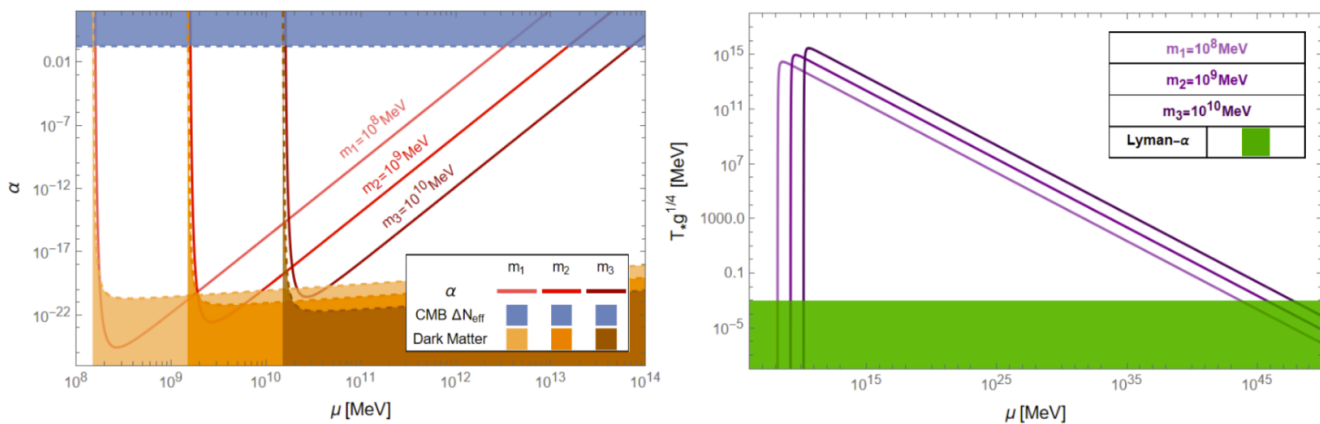 α
0.01
10^-7
10^-12
10^-17
10^-22
m₁=10^8MeV
m₂=10^9MeV
m₃=10^10MeV
m₁ m₂ m₃
α
CMB ΔN_eff
Dark Matter
10^8 10^9 10^10 10^11 10^12 10^13 10^14
μ [MeV]
T_*g^1/4 [MeV]
10^15
10^11
10^7
1000.0
0.1
10^-5
m₁=10^8MeV
m₂=10^9MeV
m₃=10^10MeV
Lyman-α
10^15 10^25 10^35 10^45
μ [MeV]